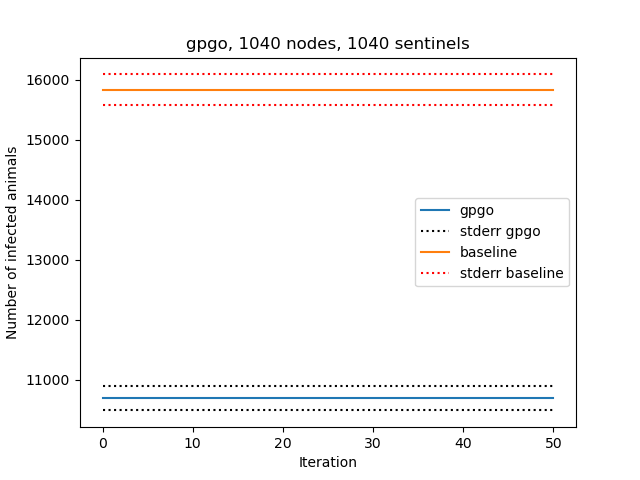 gpgo, 1040 nodes, 1040 sentinels
Number of infected animals
16000
15000
14000
13000
12000
11000
gpgo
stderr gpgo
baseline
stderr baseline
0 10 20 30 40 50
Iteration